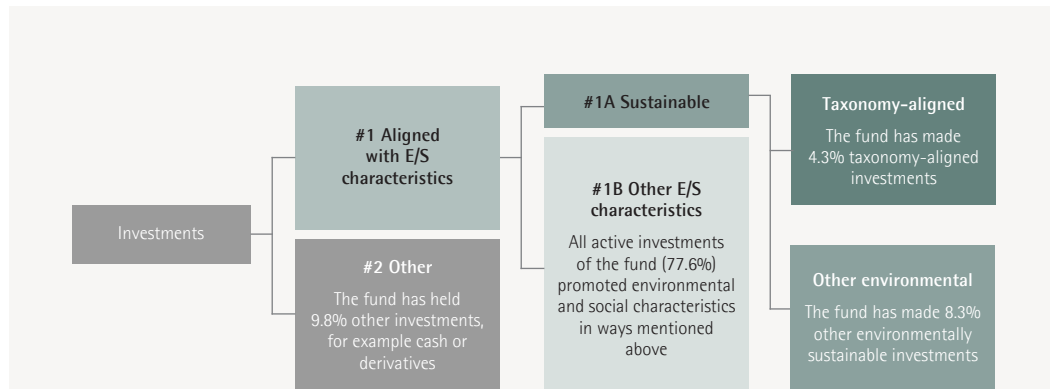 Investments
#1 Aligned
with E/S
characteristics
#2 Other
The fund has held
9.8% other investments,
for example cash or
derivatives
#1A Sustainable
#1B Other E/S
characteristics
All active investments
of the fund (77.6%)
promoted environmental
and social characteristics
in ways mentioned
above
Taxonomy-aligned
The fund has made
4.3% taxonomy-aligned
investments
Other environmental
The fund has made 8.3%
other environmentally
sustainable investments